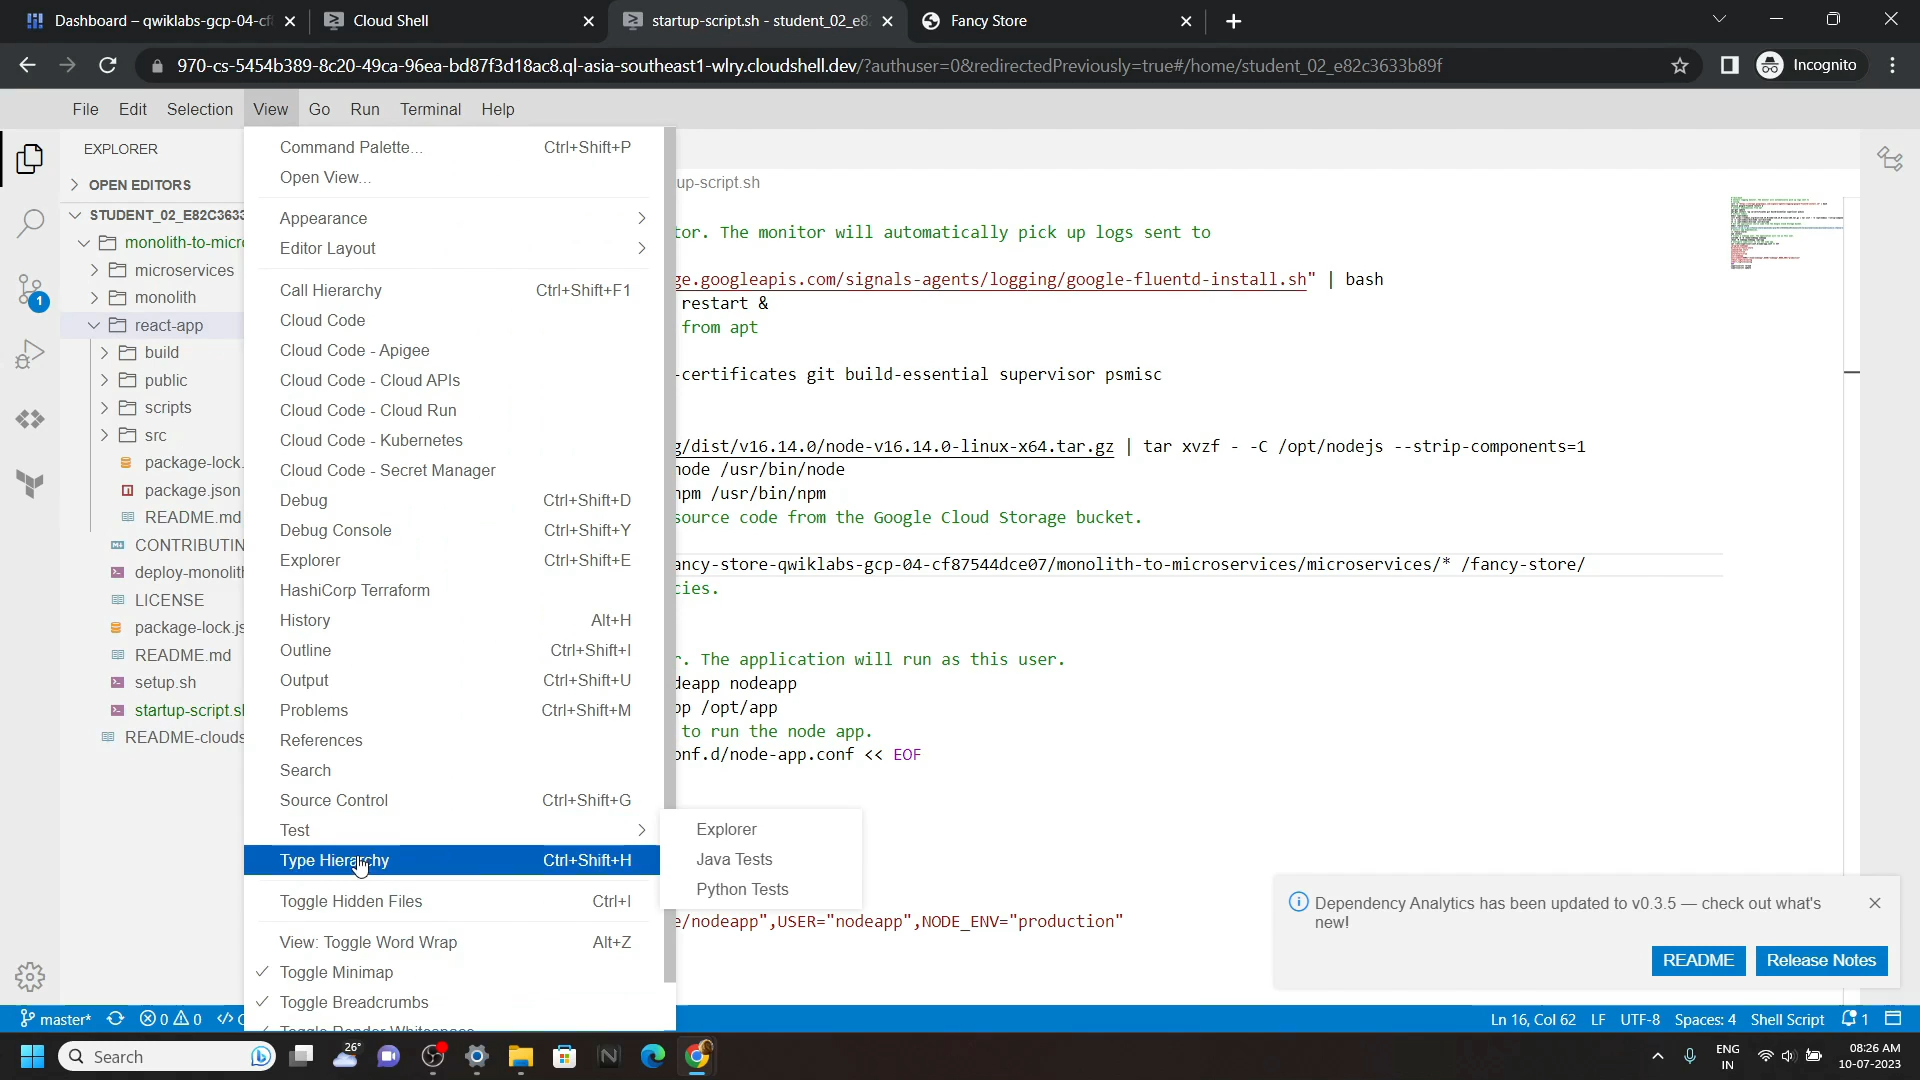 Dashboard – qwiklabs-gcp-04-cf
Cloud Shell
startup-script.sh - student_02_e8
Fancy Store
970-cs-5454b389-8c20-49ca-96ea-bd87f3d18ac8.ql-asia-southeast1-wlry.cloudshell.dev/?authuser=0&redirectedPreviously=true#/home/student_02_e82c3633b89f
Incognito
File Edit Selection View Go Run Terminal Help
EXPLORER
OPEN EDITORS
STUDENT_02_E82C3633
monolith-to-micr
microservices
monolith
react-app
build
public
scripts
src
package-lock.
package.json
README.md
CONTRIBUTIN
deploy-monolit
LICENSE
package-lock.js
README.md
setup.sh
startup-script.s
README-clouds
1
Command Palette... Ctrl+Shift+P
Open View...
Appearance
Editor Layout
Call Hierarchy Ctrl+Shift+F1
Cloud Code
Cloud Code - Apigee
Cloud Code - Cloud APIs
Cloud Code - Cloud Run
Cloud Code - Kubernetes
Cloud Code - Secret Manager
Debug Ctrl+Shift+D
Debug Console Ctrl+Shift+Y
Explorer Ctrl+Shift+E
HashiCorp Terraform
History Alt+H
Outline Ctrl+Shift+I
Output Ctrl+Shift+U
Problems Ctrl+Shift+M
References
Search
Source Control Ctrl+Shift+G
Test
Type Hierarchy Ctrl+Shift+H
Toggle Hidden Files Ctrl+I
View: Toggle Word Wrap Alt+Z
Toggle Minimap
Toggle Breadcrumbs
Explorer
Java Tests
Python Tests
up-script.sh
tor. The monitor will automatically pick up logs sent to
ge.googleapis.com/signals-agents/logging/google-fluentd-install.sh" | bash
restart &
from apt
-certificates git build-essential supervisor psmisc
g/dist/v16.14.0/node-v16.14.0-linux-x64.tar.gz | tar xvzf - -C /opt/nodejs --strip-components=1
node /usr/bin/node
npm /usr/bin/npm
source code from the Google Cloud Storage bucket.
ancy-store-qwiklabs-gcp-04-cf87544dce07/monolith-to-microservices/microservices/* /fancy-store/
cies.
r. The application will run as this user.
deapp nodeapp
pp /opt/app
to run the node app.
onf.d/node-app.conf << EOF
e/nodeapp",USER="nodeapp",NODE_ENV="production"
Dependency Analytics has been updated to v0.3.5 — check out what's
new!
README Release Notes
master* 0 0 Ln 16, Col 62 LF UTF-8 Spaces: 4 Shell Script 1
Search
26°
ENG
IN
08:26 AM
10-07-2023